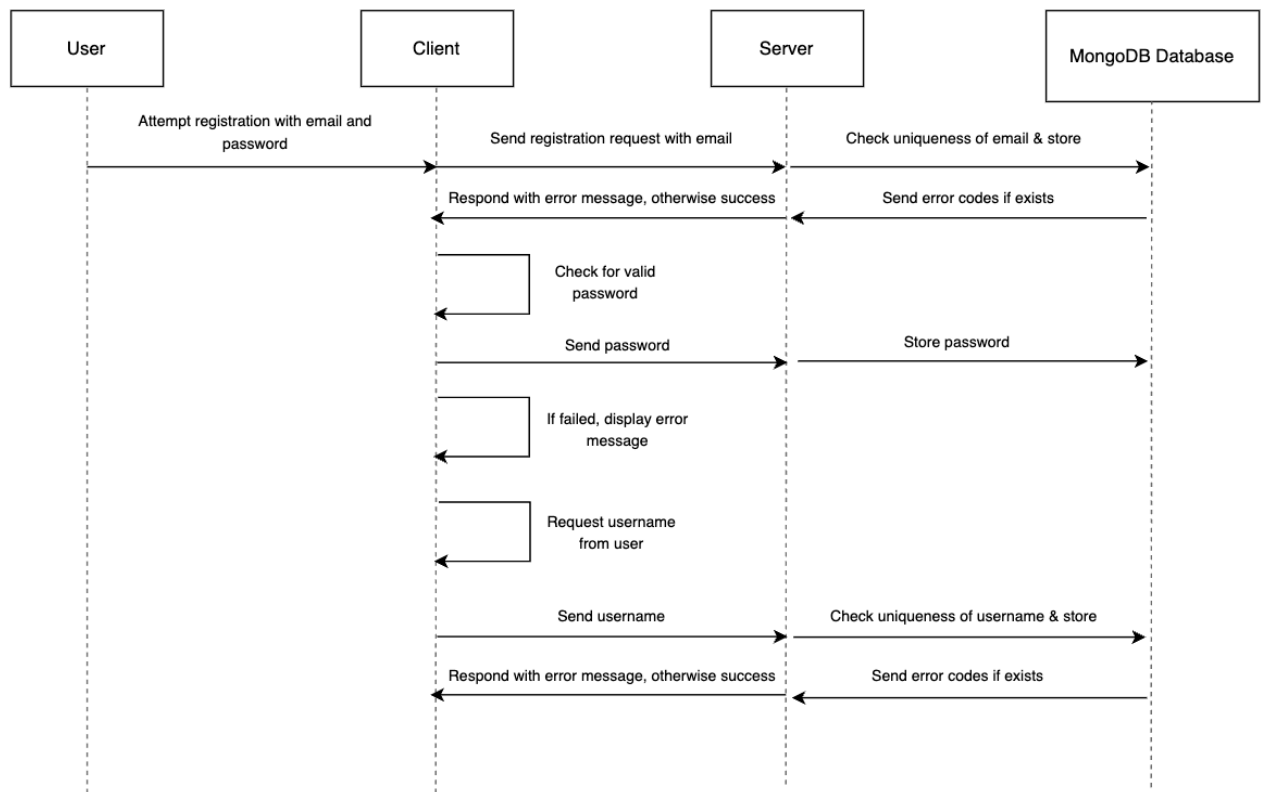 User
Client
Server
MongoDB Database
Attempt registration with email and
password
Send registration request with email
Check uniqueness of email & store
Respond with error message, otherwise success
Send error codes if exists
Check for valid
password
Send password
Store password
If failed, display error
message
Request username
from user
Send username
Check uniqueness of username & store
Respond with error message, otherwise success
Send error codes if exists